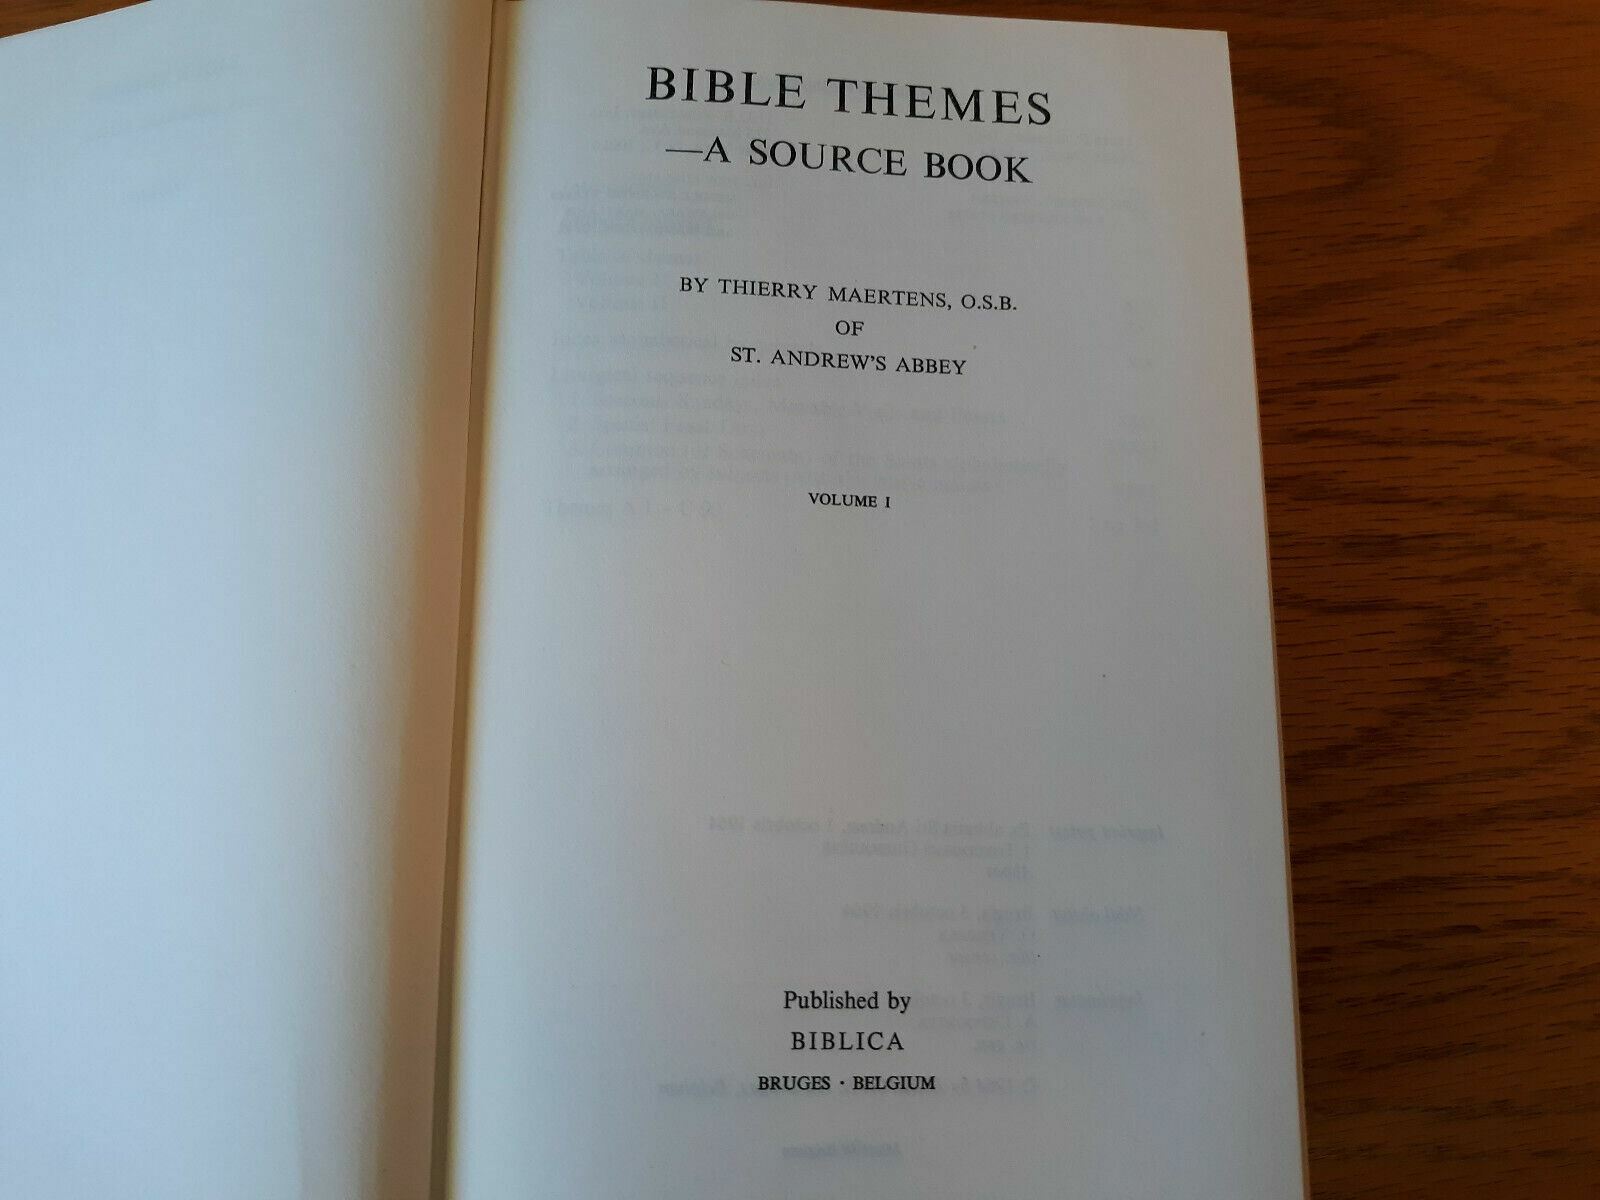 BIBLE THEMES
—A SOURCE BOOK
BY THIERRY MAERTENS, O.S.B.
OF
ST. ANDREW'S ABBEY
VOLUME I
Published by
BIBLICA
BRUGES · BELGIUM